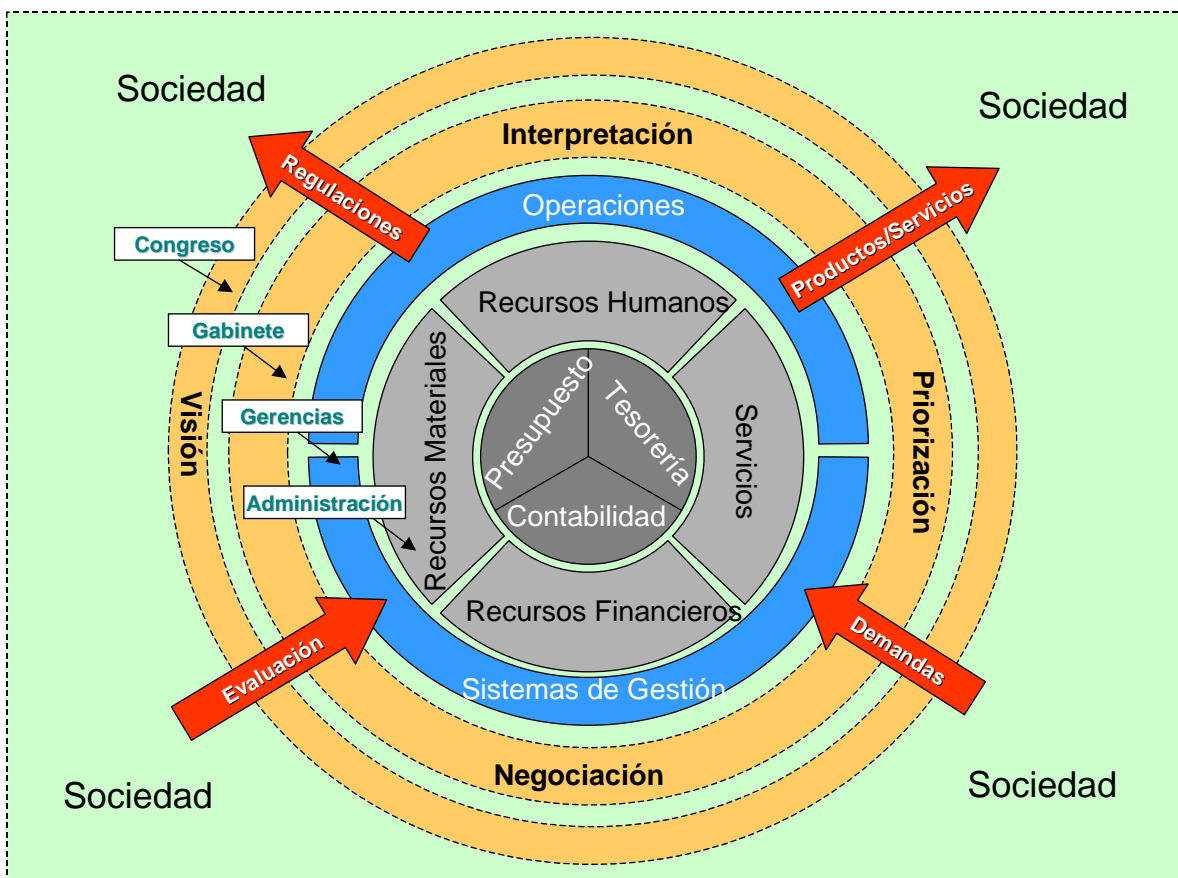 Sociedad
Sociedad
Interpretación
Regulaciones
Operaciones
Productos/Servicios
Congreso
Recursos Humanos
Gabinete
Presupuesto
Tesorería
Recursos Materiales
Servicios
Priorización
Visión
Gerencias
Administración
Contabilidad
Recursos Financieros
Evaluación
Demandas
Sistemas de Gestión
Negociación
Sociedad
Sociedad